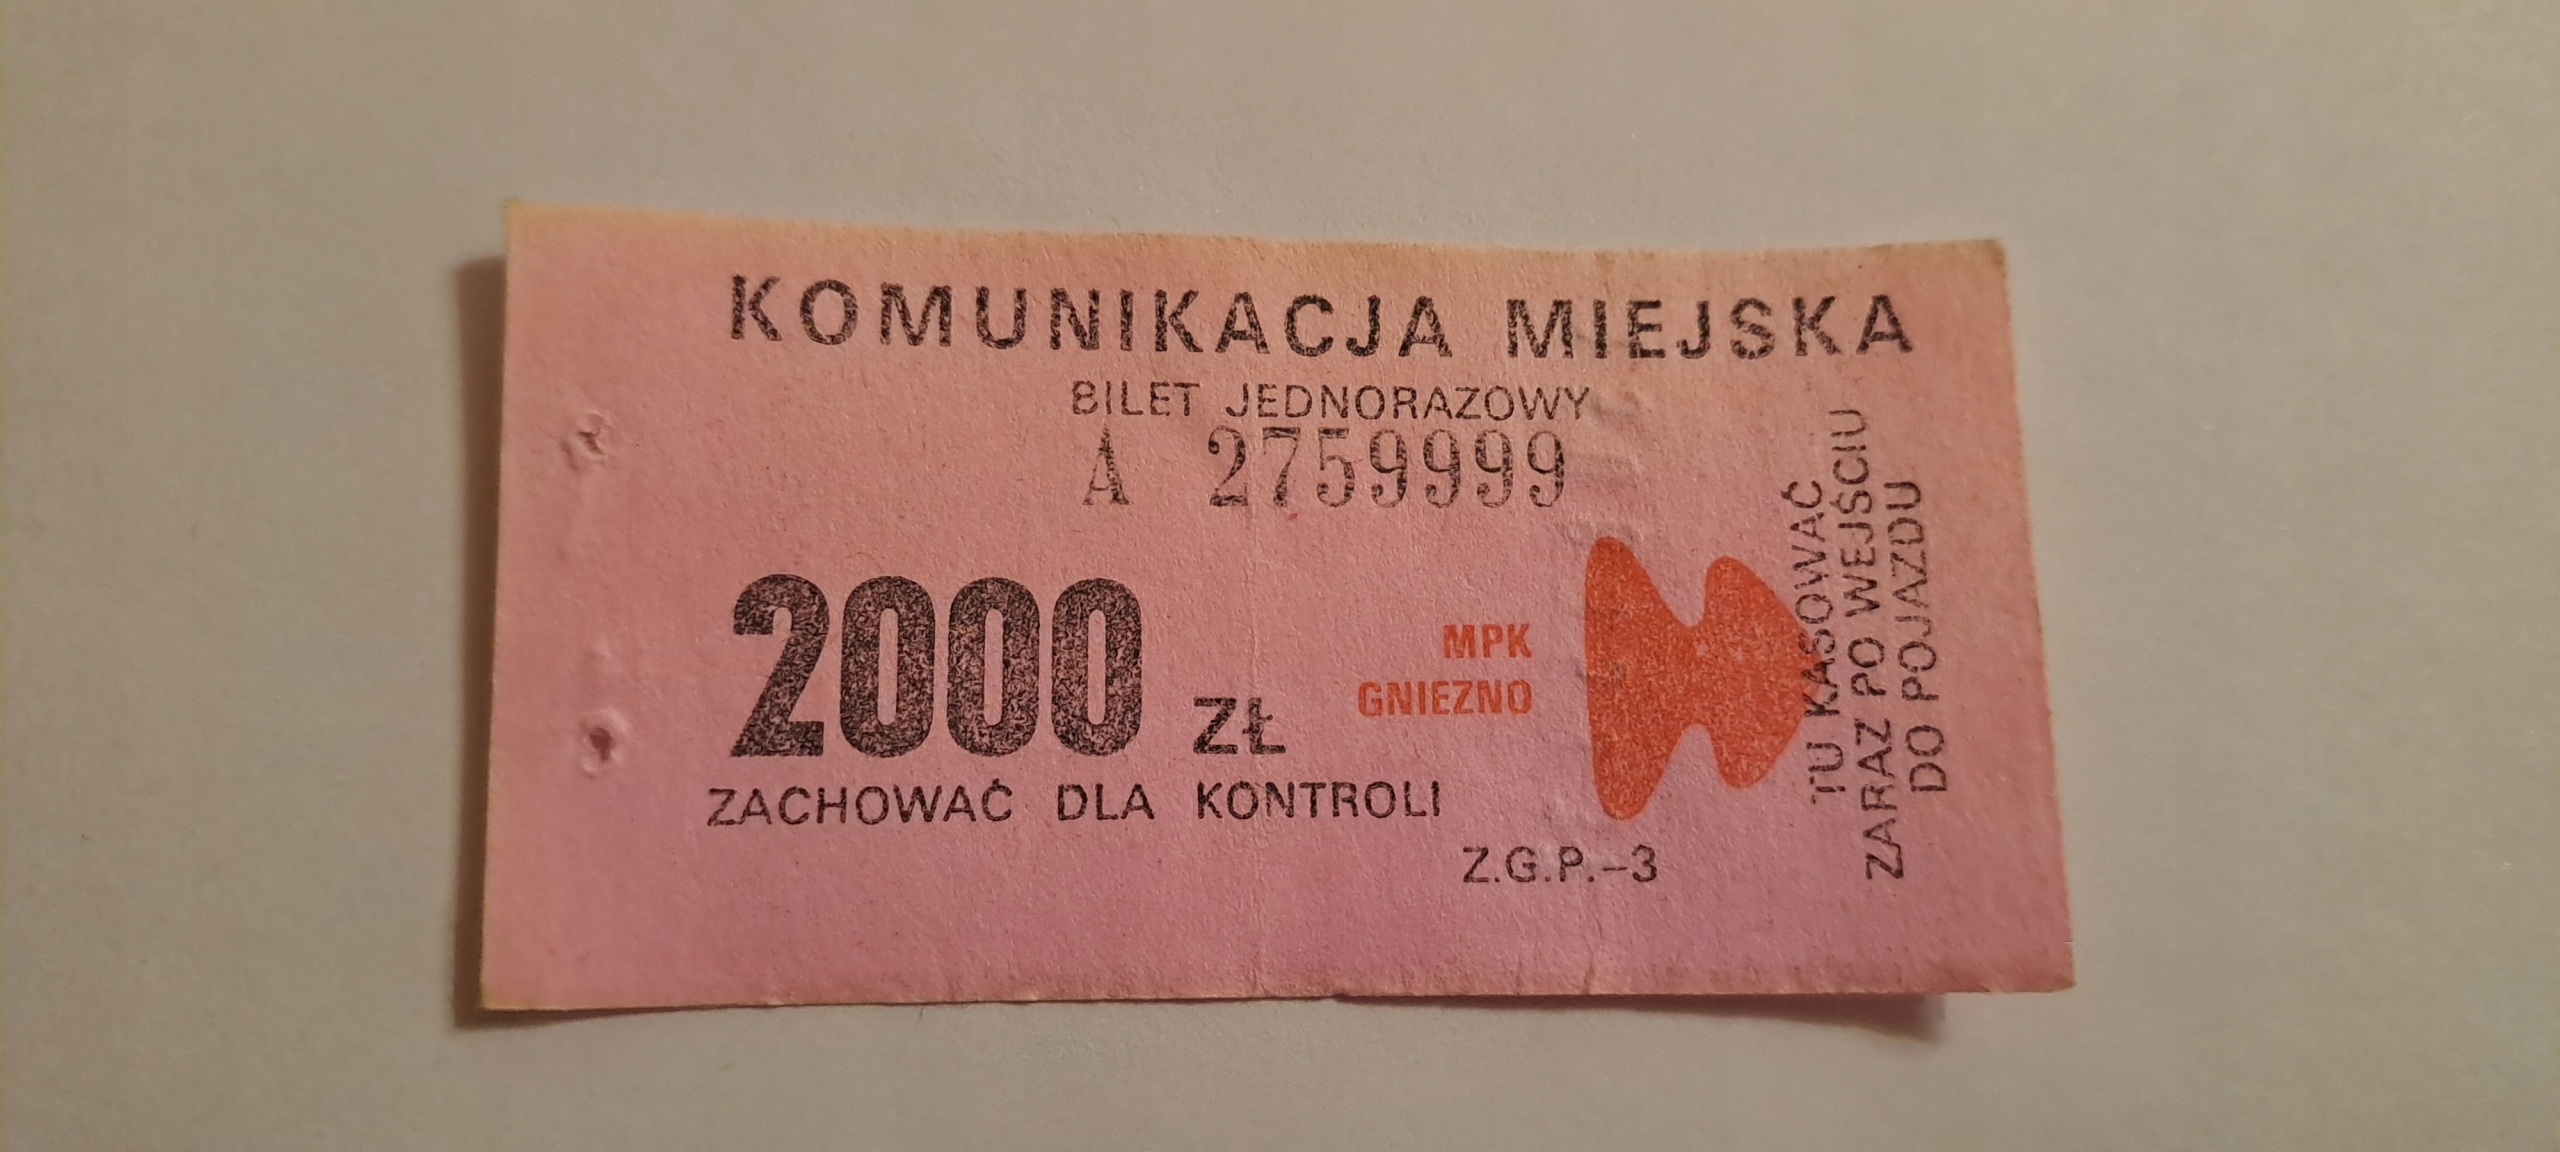 KOMUNIKACJA MIEJSKA
BILET JEDNORAZOWY
A 2759999
2000 ZŁ
MPK
GNIEZNO
ZACHOWAĆ DLA KONTROLI
Z.G.P.-3
TU KASOWAĆ
ZARAZ PO WEJŚCIU
DO POJAZDU